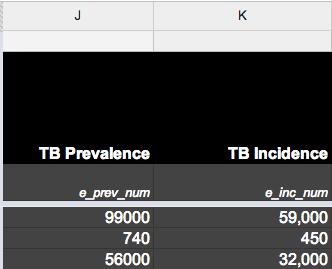 J K
TB Prevalence TB Incidence
e_prev_num e_inc_num
99000 59,000
740 450
56000 32,000